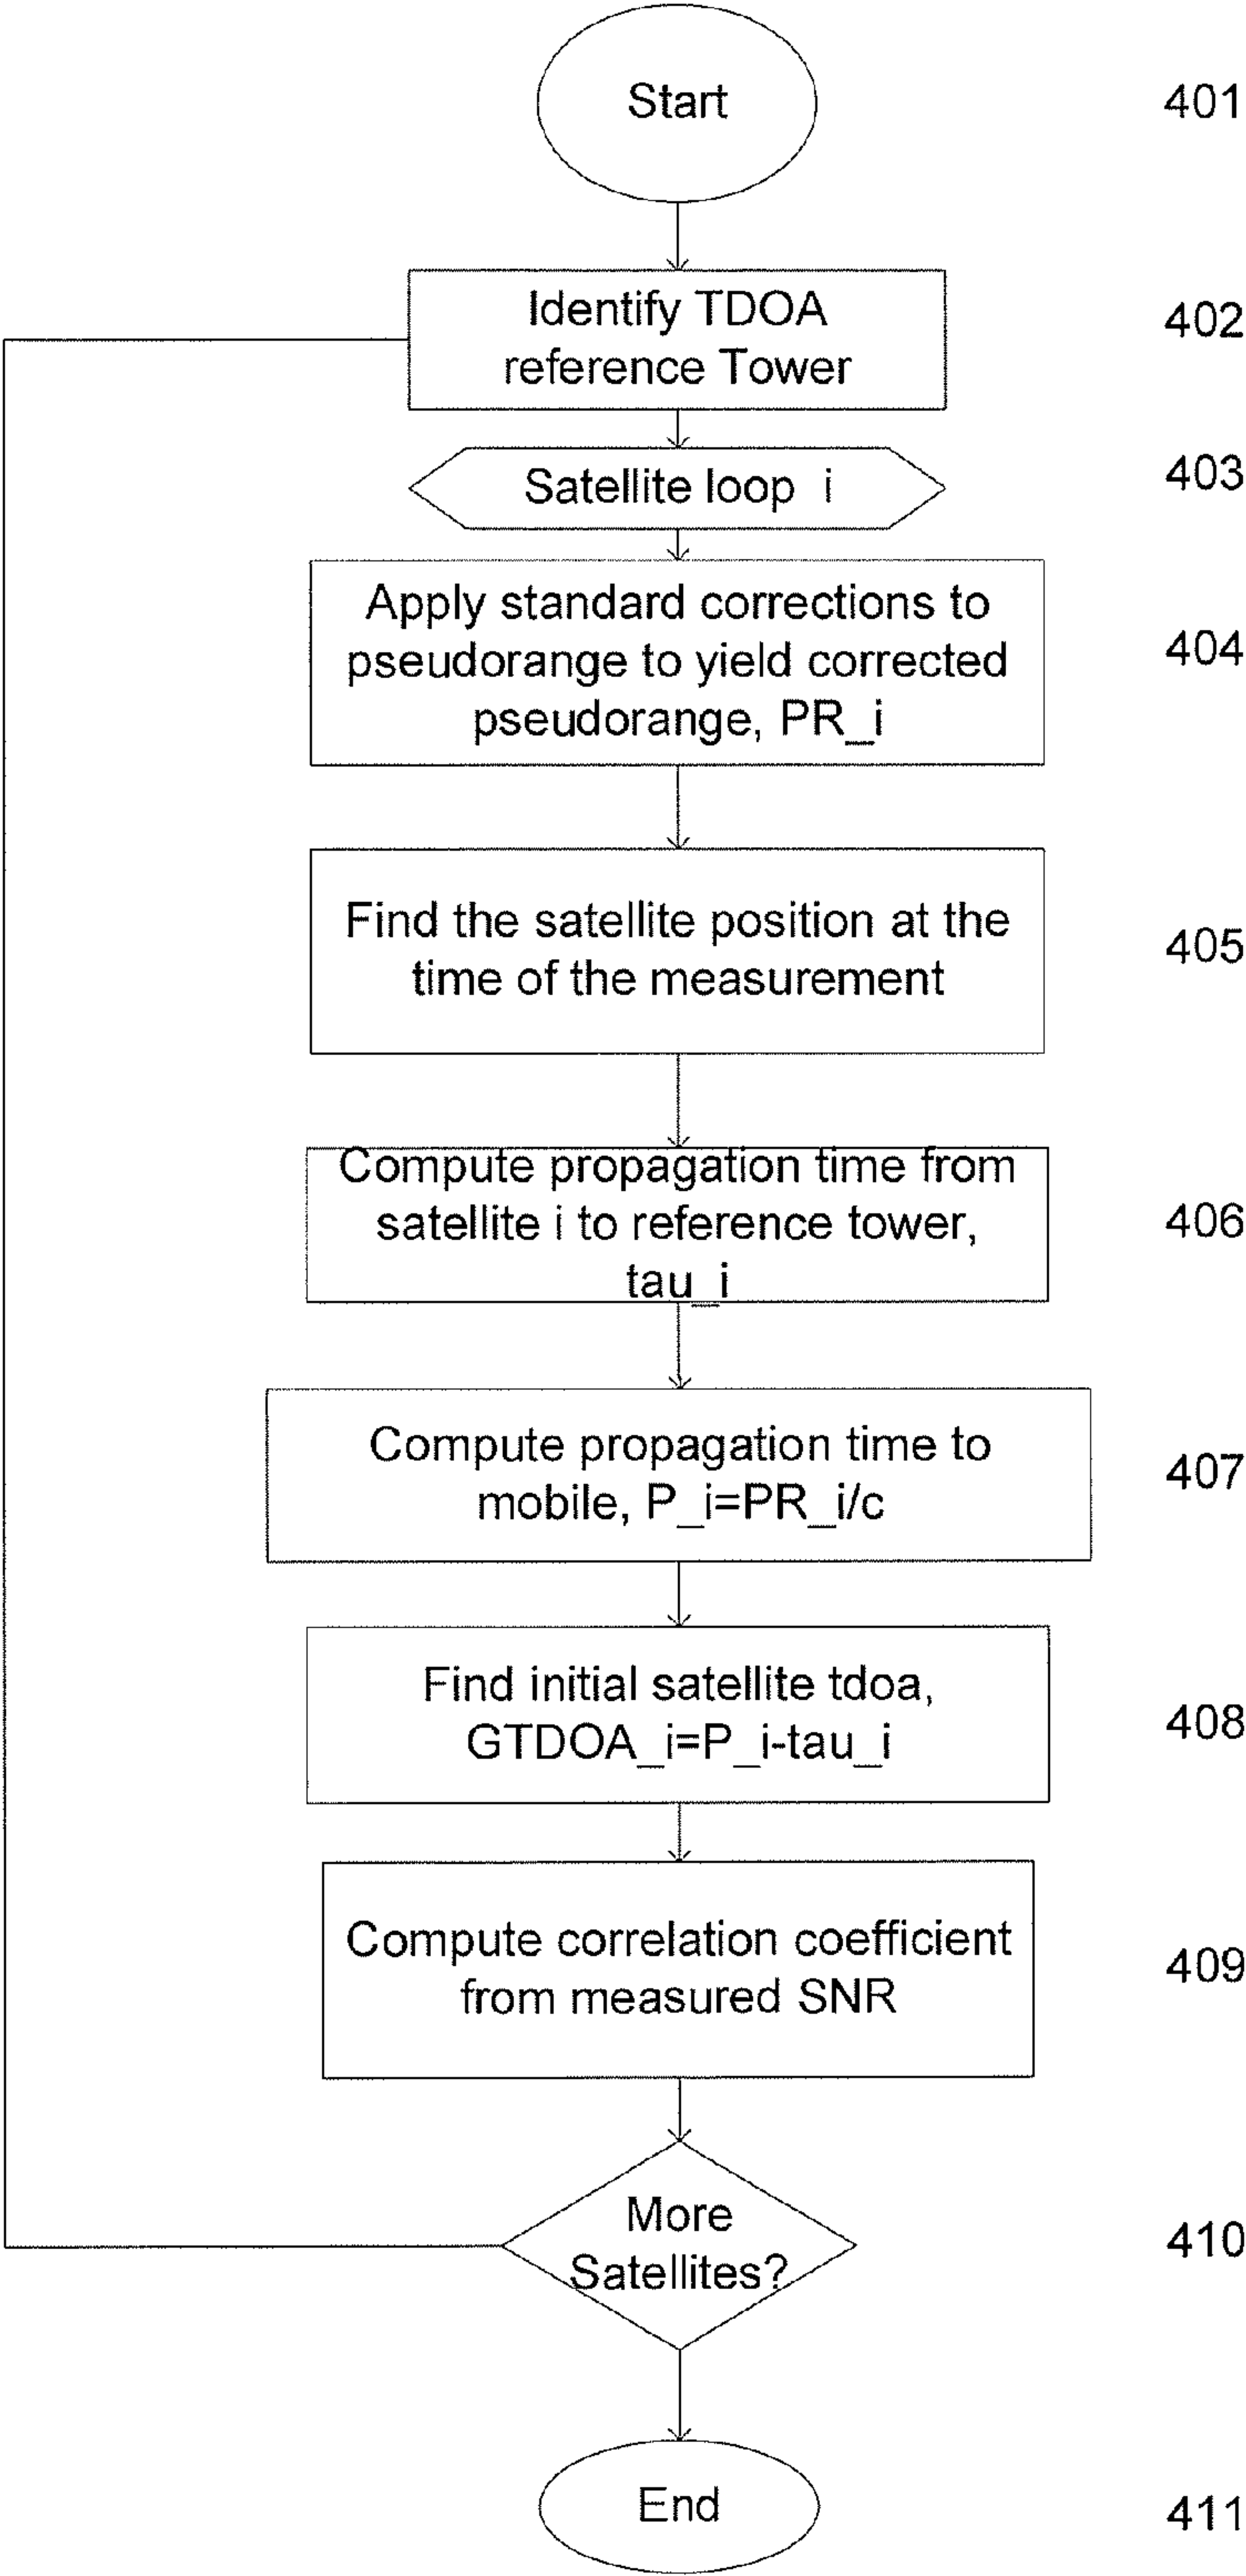 Start
401
Identify TDOA
reference Tower
402
Satellite loop i
403
Apply standard corrections to
pseudorange to yield corrected
pseudorange, PR_i
404
Find the satellite position at the
time of the measurement
405
Compute propagation time from
satellite i to reference tower,
tau_i
406
Compute propagation time to
mobile, P_i=PR_i/c
407
Find initial satellite tdoa,
GTDOA_i=P_i-tau_i
408
Compute correlation coefficient
from measured SNR
409
More
Satellites?
410
End
411